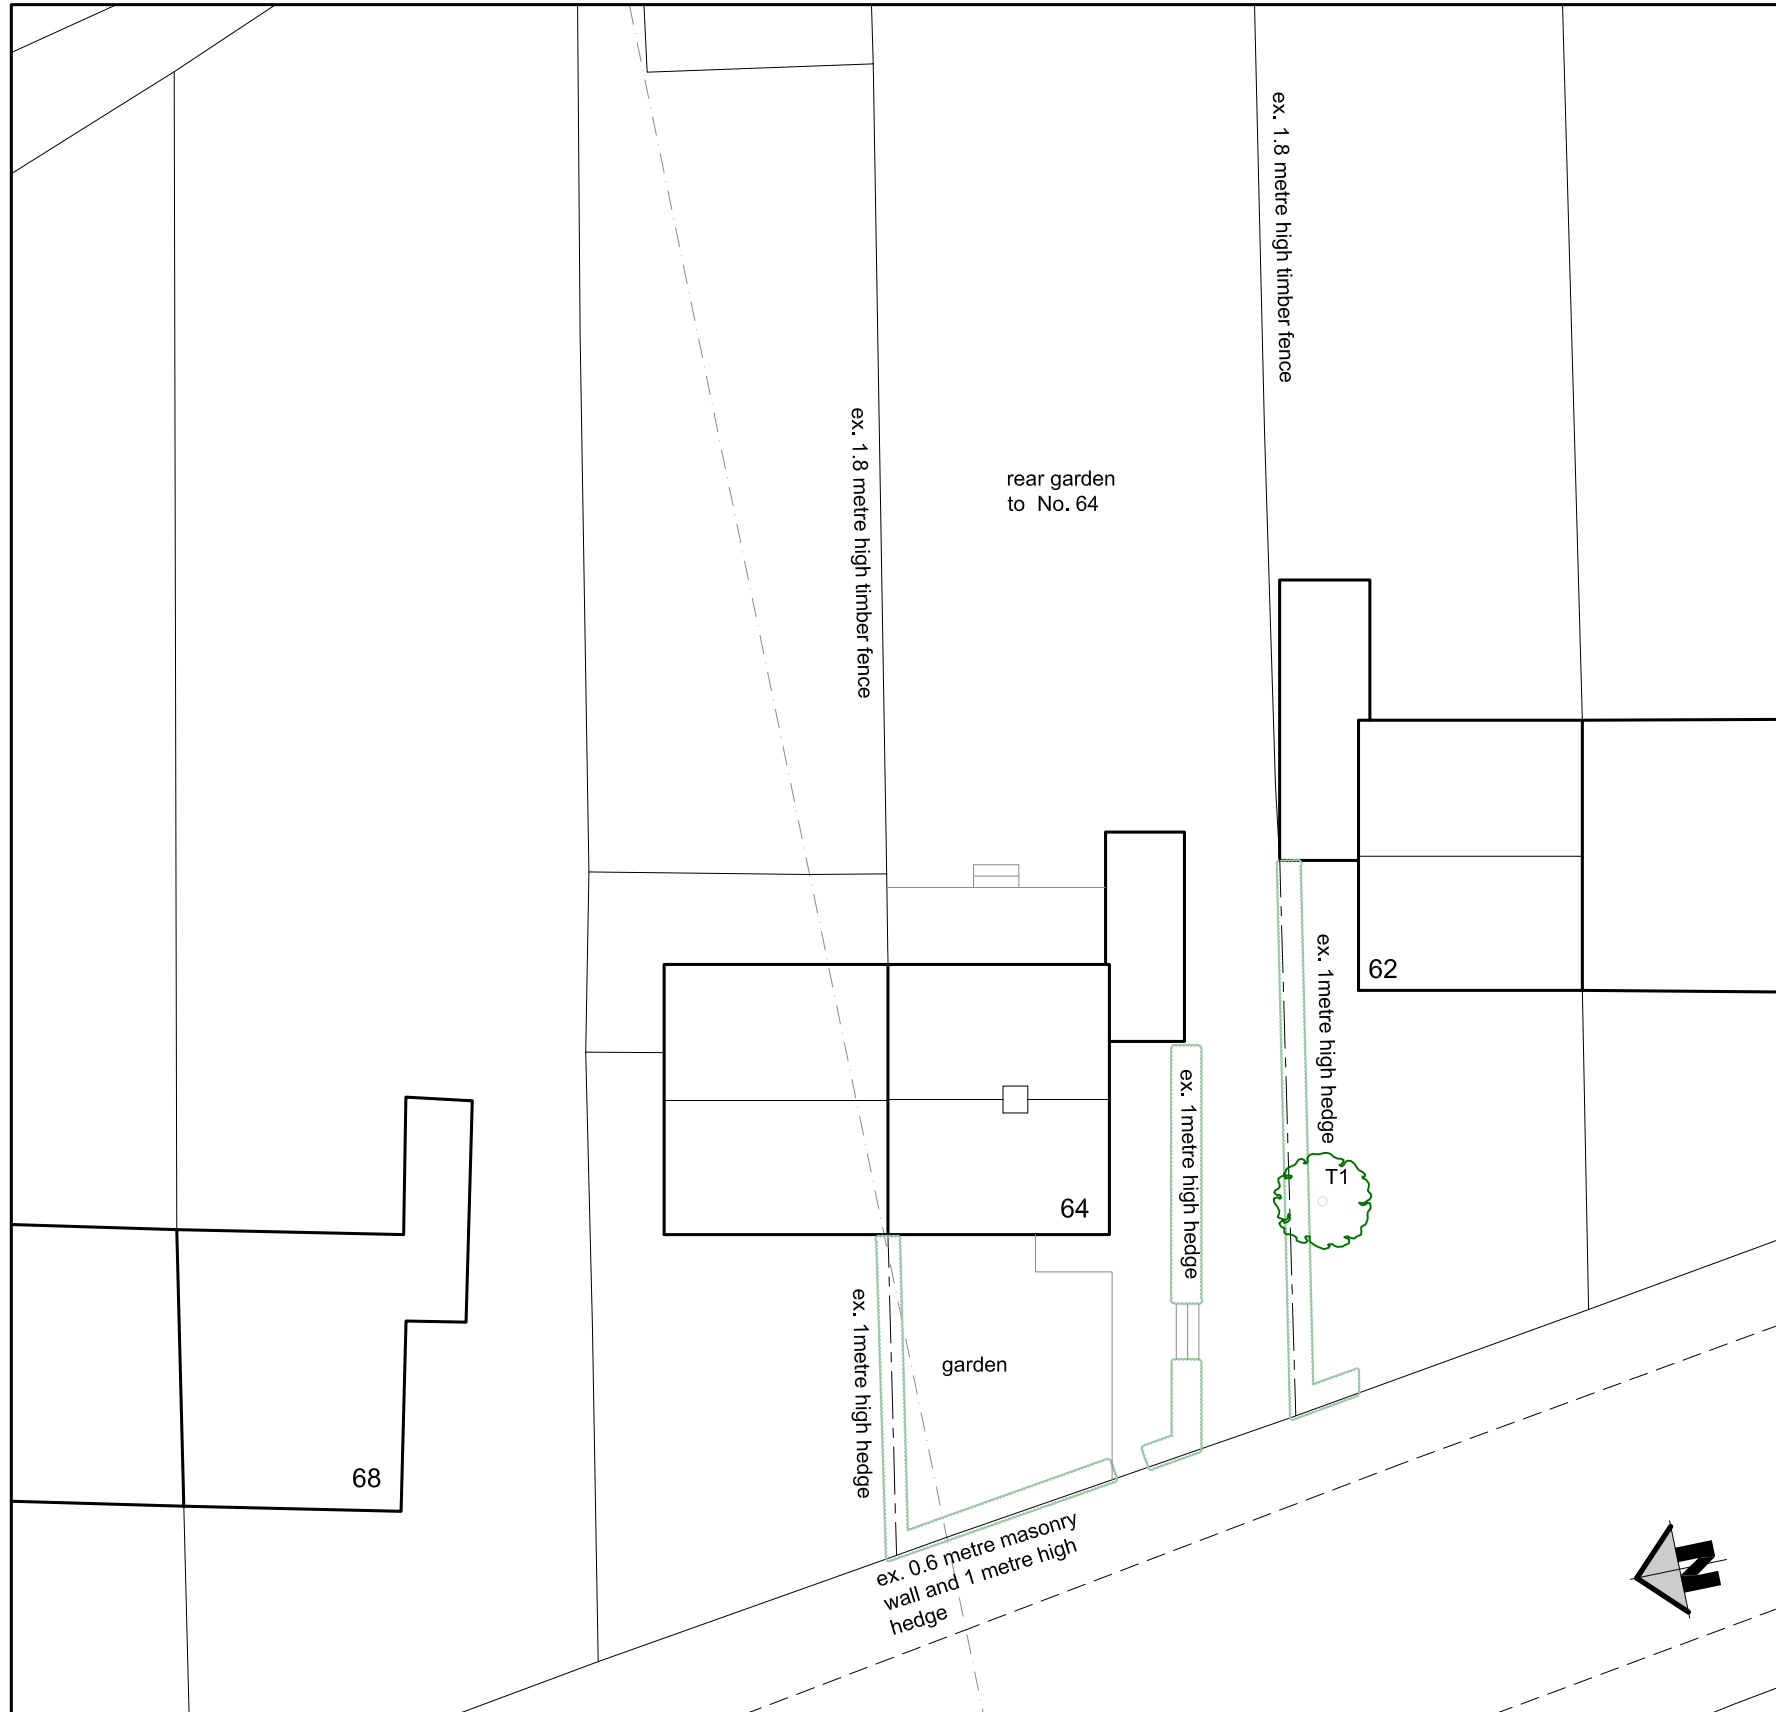 ex. 1.8 metre high timber fence
ex. 1.8 metre high timber fence
rear garden
to No. 64
ex. 1metre high hedge
62
ex. 1metre high hedge
T1
64
ex. 1metre high hedge
garden
68
ex. 0.6 metre masonry
wall and 1 metre high
hedge
N